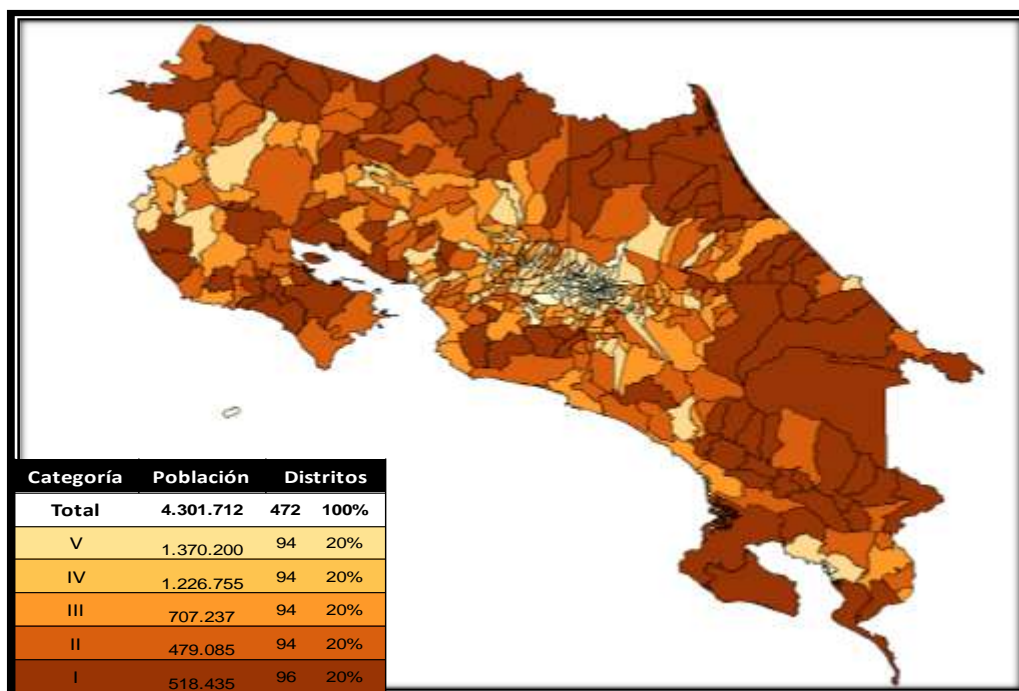 Categoría Población Distritos
Total 4.301.712 472 100%
V 1.370.200 94 20%
IV 1.226.755 94 20%
III 707.237 94 20%
II 479.085 94 20%
I 518.435 96 20%